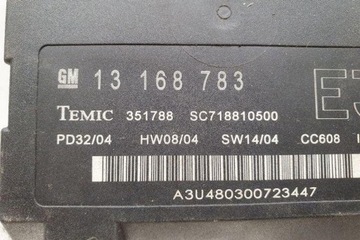 GM 13 168 783
TEMIC 351788 SC718810500
PD32/04 HW08/04 SW14/04 CC608
A3U480300723447